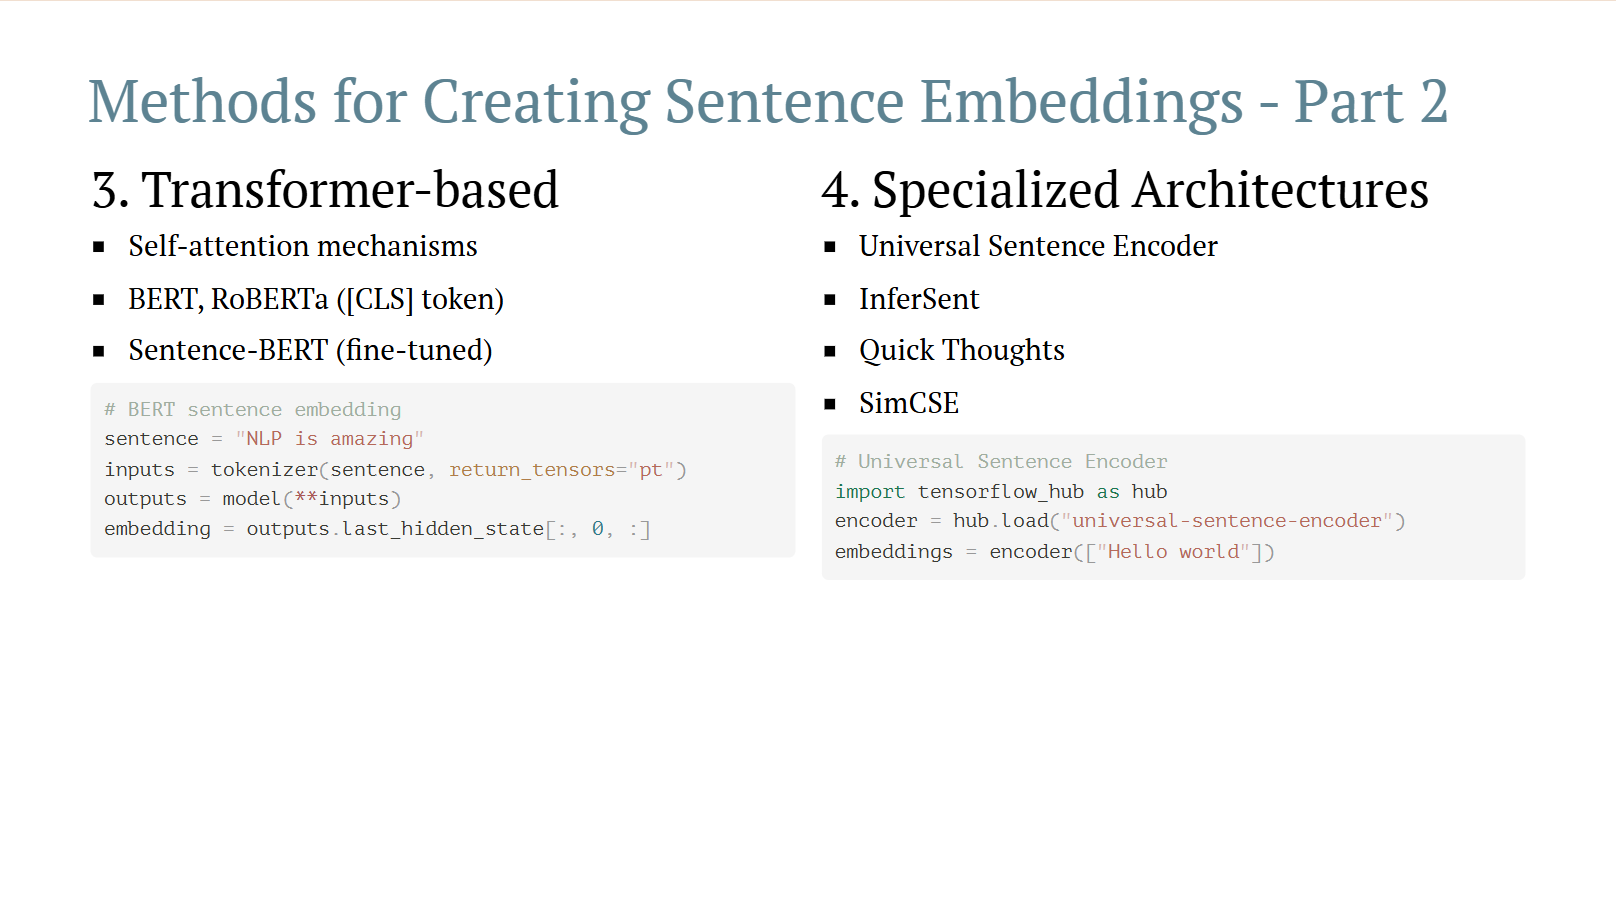 Methods for Creating Sentence Embeddings - Part 2
3. Transformer-based
▪ Self-attention mechanisms
▪ BERT, RoBERTa ([CLS] token)
▪ Sentence-BERT (fine-tuned)
# BERT sentence embedding
sentence = "NLP is amazing"
inputs = tokenizer(sentence, return_tensors="pt")
outputs = model(**inputs)
embedding = outputs.last_hidden_state[:, 0, :]
4. Specialized Architectures
▪ Universal Sentence Encoder
▪ InferSent
▪ Quick Thoughts
▪ SimCSE
# Universal Sentence Encoder
import tensorflow_hub as hub
encoder = hub.load("universal-sentence-encoder")
embeddings = encoder(["Hello world"])